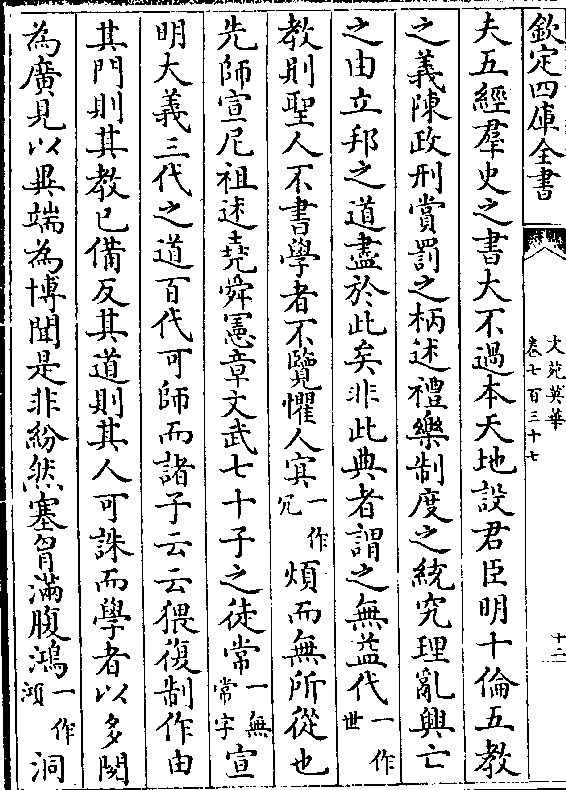 欽定四庫全書
文苑英華
卷七百三十七
十二
夫五經羣史之書大不過本天地設君臣明十倫五教
之義陳政刑賞罰之柄述禮樂制度之統究理亂興亡
之由立邦之道盡於此矣非此典者謂之無益代一作世
教則聖人不書學者不覽懼人㝠一作冗煩而無所從也
先師宣尼祖述堯舜憲章文武七十子之徒常一無常字宣
明大義三代之道百代可師而諸子云云猥復制作由
其門則其教已備反其道則其人可誅而學者以多閱
為廣見以異端為博聞是非紛然塞胷滿腹鴻一作澒洞